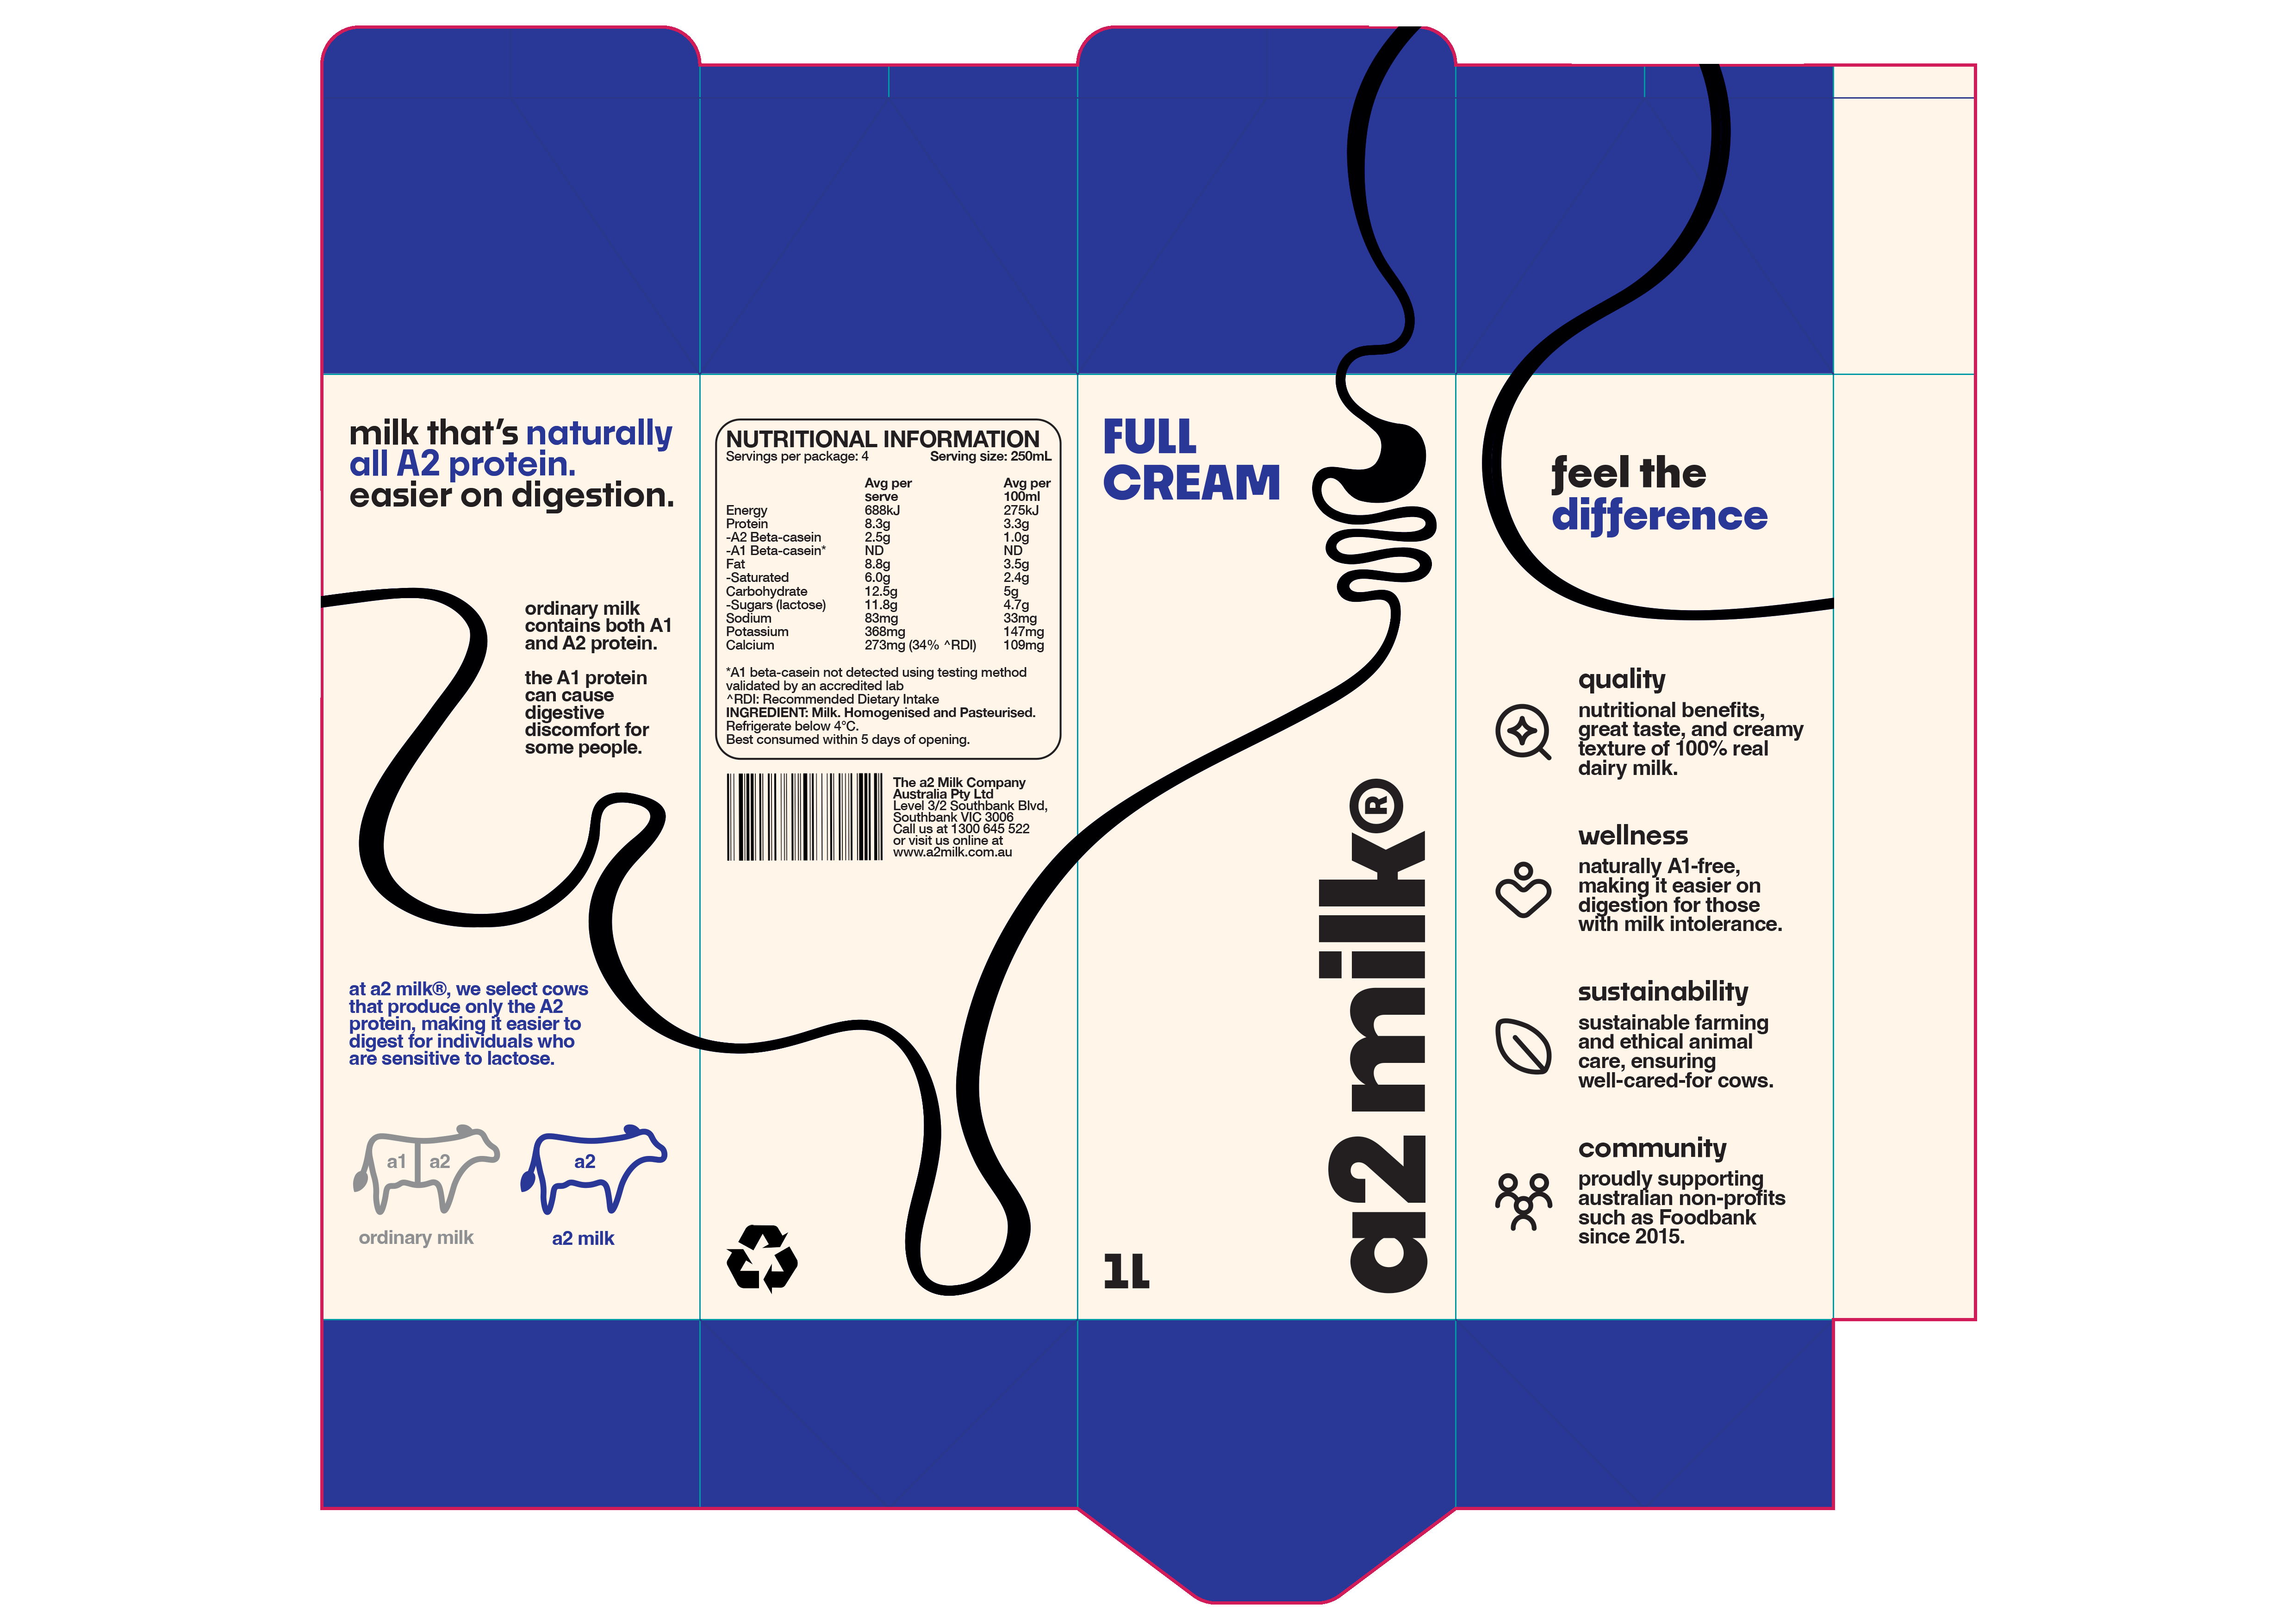 milk that's naturally
all A2 protein.
easier on digestion.
ordinary milk
contains both A1
and A2 protein.
the A1 protein
can cause
digestive
discomfort for
some people.
at a2 milk®, we select cows
that produce only the A2
protein, making it easier to
digest for individuals who
are sensitive to lactose.
a1 a2
ordinary milk
a2
a2 milk
NUTRITIONAL INFORMATION
Servings per package: 4 Serving size: 250mL
Avg per Avg per
serve 100ml
Energy 688kJ 275kJ
Protein 8.3g 3.3g
-A2 Beta-casein 2.5g 1.0g
-A1 Beta-casein* ND ND
Fat 8.8g 3.5g
-Saturated 6.0g 2.4g
Carbohydrate 12.5g 5g
-Sugars (lactose) 11.8g 4.7g
Sodium 83mg 33mg
Potassium 368mg 147mg
Calcium 273mg (34% ^RDI) 109mg
*A1 beta-casein not detected using testing method
validated by an accredited lab
^RDI: Recommended Dietary Intake
INGREDIENT: Milk. Homogenised and Pasteurised.
Refrigerate below 4°C.
Best consumed within 5 days of opening.
The a2 Milk Company
Australia Pty Ltd
Level 3/2 Southbank Blvd,
Southbank VIC 3006
Call us at 1300 645 522
or visit us online at
www.a2milk.com.au
FULL
CREAM
a2 milk®
1L
feel the
difference
quality
nutritional benefits,
great taste, and creamy
texture of 100% real
dairy milk.
wellness
naturally A1-free,
making it easier on
digestion for those
with milk intolerance.
sustainability
sustainable farming
and ethical animal
care, ensuring
well-cared-for cows.
community
proudly supporting
australian non-profits
such as Foodbank
since 2015.